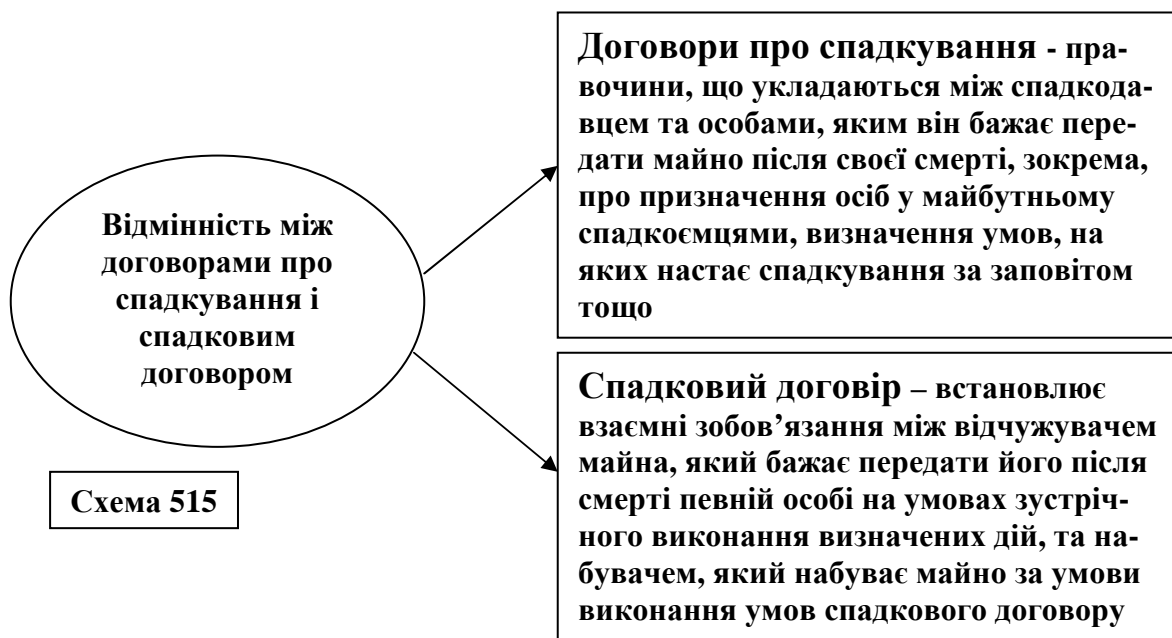 Відмінність між
договорами про
спадкування і
спадковим
договором
Схема 515
Договори про спадкування - пра-
вочини, що укладаються між спадкода-
вцем та особами, яким він бажає пере-
дати майно після своєї смерті, зокрема,
про призначення осіб у майбутньому
спадкоємцями, визначення умов, на
яких настає спадкування за заповітом
тощо
Спадковий договір – встановлює
взаємні зобов’язання між відчужувачем
майна, який бажає передати його після
смерті певній особі на умовах зустріч-
ного виконання визначених дій, та на-
бувачем, який набуває майно за умови
виконання умов спадкового договору